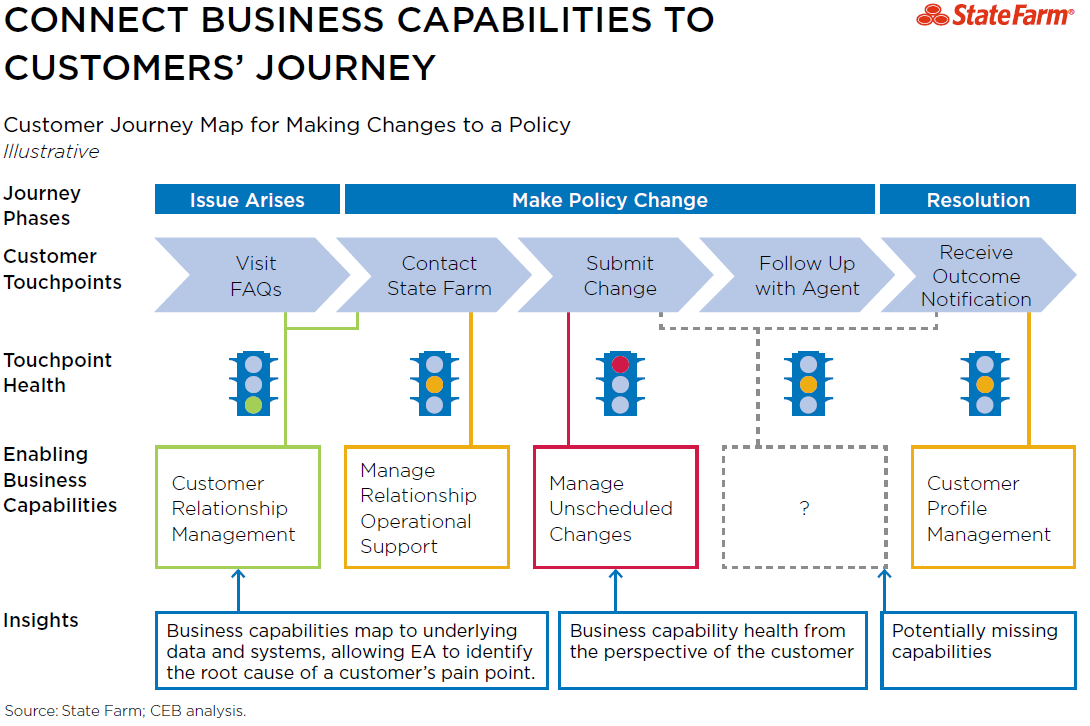 CONNECT BUSINESS CAPABILITIES TO
CUSTOMERS’ JOURNEY
StateFarm®
Customer Journey Map for Making Changes to a Policy
Illustrative
Journey
Phases
Issue Arises
Make Policy Change
Resolution
Customer
Touchpoints
Visit
FAQs
Contact
State Farm
Submit
Change
Follow Up
with Agent
Receive
Outcome
Notification
Touchpoint
Health
Enabling
Business
Capabilities
Customer
Relationship
Management
Manage
Relationship
Operational
Support
Manage
Unscheduled
Changes
?
Customer
Profile
Management
Insights
Business capabilities map to underlying
data and systems, allowing EA to identify
the root cause of a customer’s pain point.
Business capability health from
the perspective of the customer
Potentially missing
capabilities
Source: State Farm; CEB analysis.